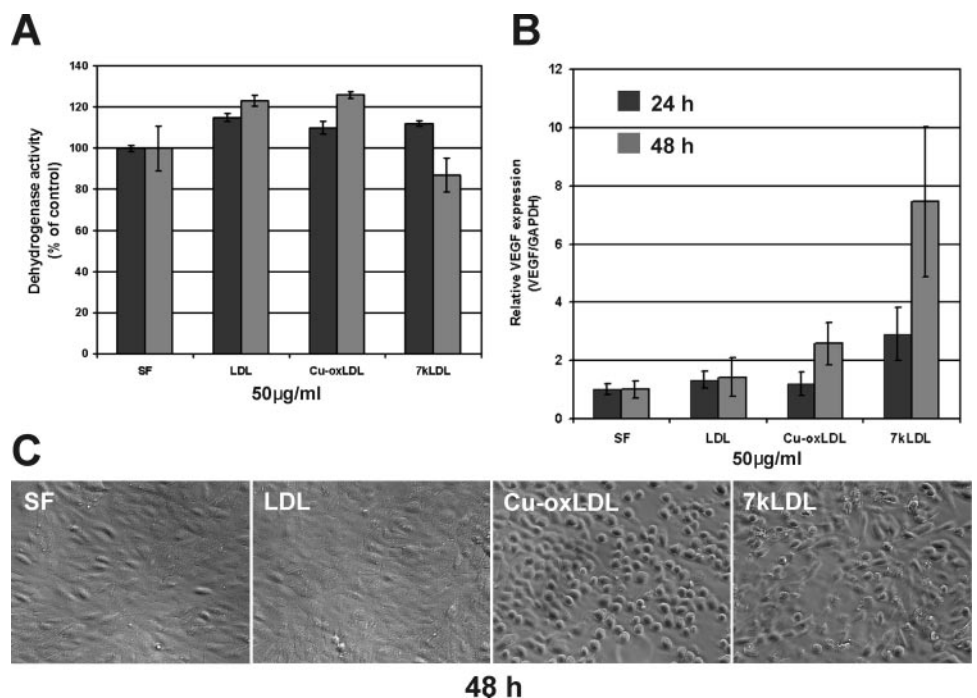 A
Dehydrogenase activity
(% of control)
140
120
100
80
60
40
20
0
SF LDL Cu-oxLDL 7kLDL
50µg/ml
B
Relative VEGF expression
(VEGF/GAPDH)
12
10
8
6
4
2
0
24 h
48 h
SF LDL Cu-oxLDL 7kLDL
50µg/ml
C
SF LDL Cu-oxLDL 7kLDL
48 h